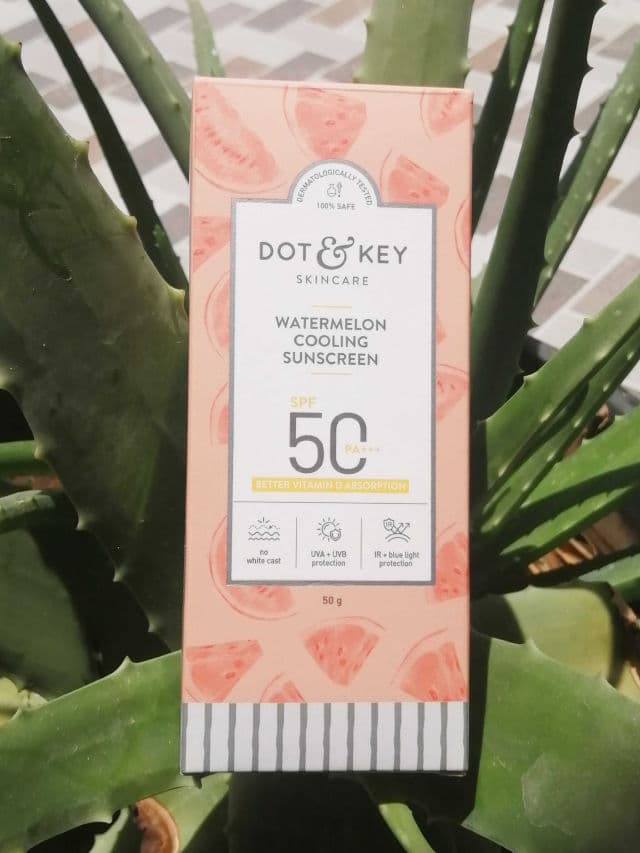 DERMATOLOGICALLY TESTED
100% SAFE
DOT & KEY
SKINCARE
WATERMELON
COOLING
SUNSCREEN
SPF
50
PA+++
BETTER VITAMIN D ABSORPTION
no
white cast
UVA + UVB
protection
IR
IR + blue light
protection
50 g